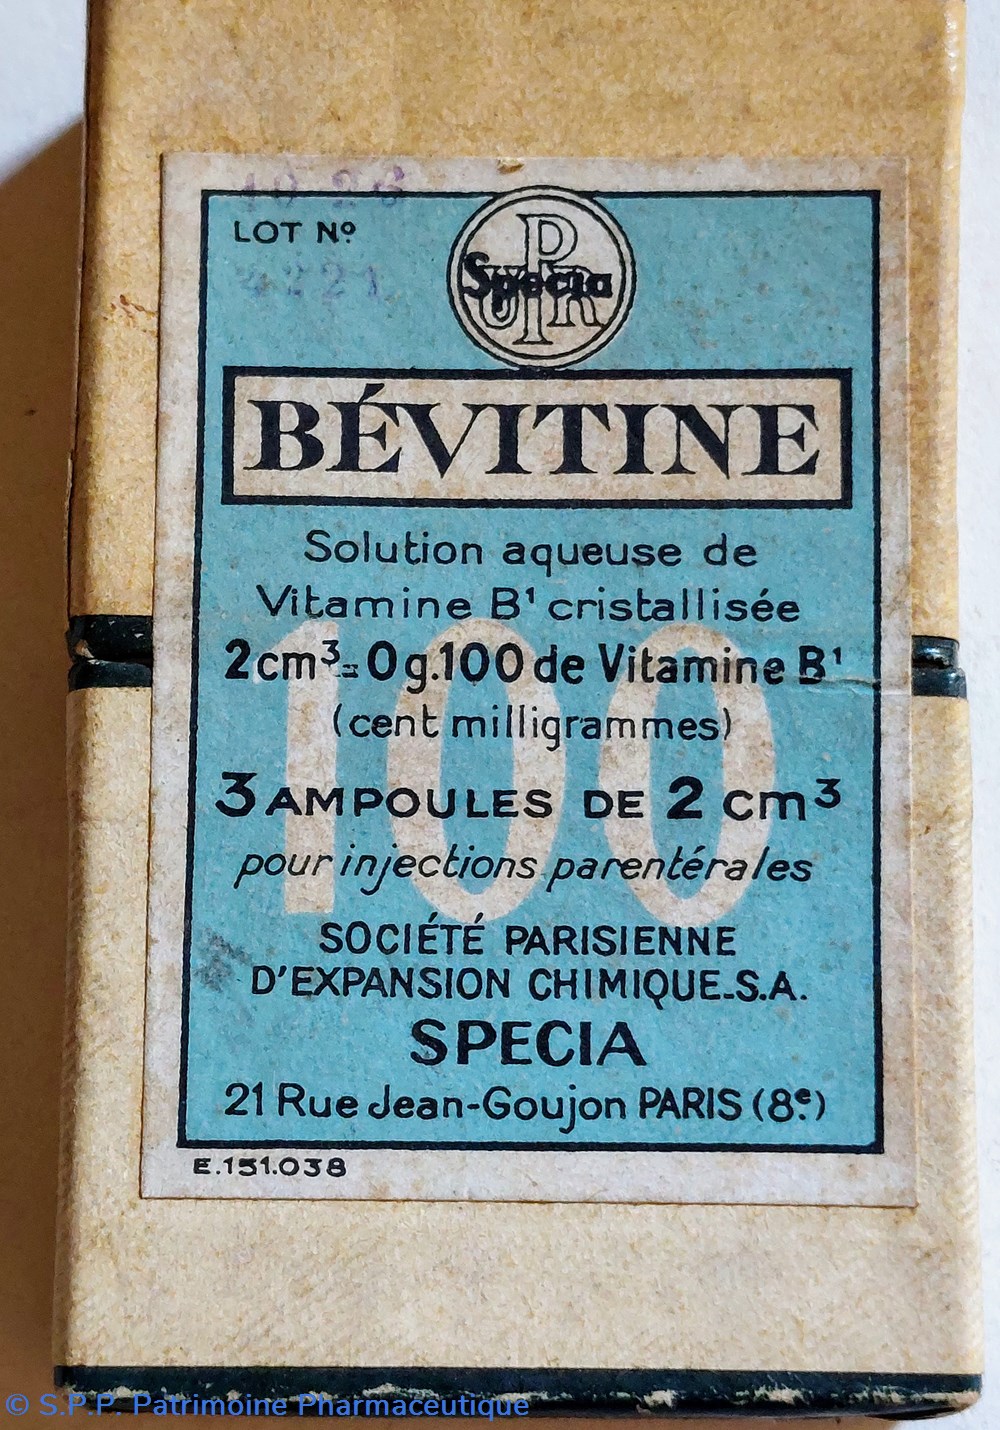 LOT Nº
4221
Specia
BÉVITINE
Solution aqueuse de
Vitamine B¹ cristallisée
2cm³=0g.100 de Vitamine B¹
(cent milligrammes)
100
3 AMPOULES DE 2 cm³
pour injections parentérales
SOCIÉTÉ PARISIENNE
D'EXPANSION CHIMIQUE-S.A.
SPECIA
21 Rue Jean-Goujon PARIS (8e)
E.151.038
© S.P.P. Patrimoine Pharmaceutique